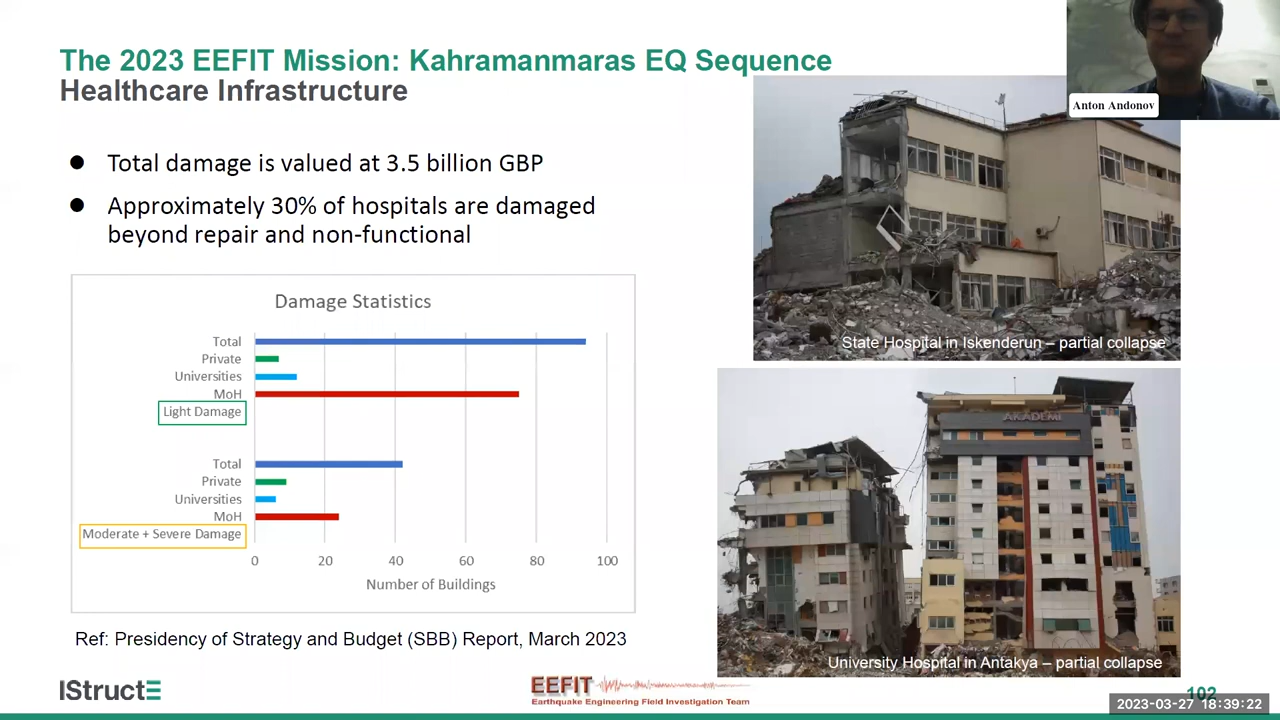 The 2023 EEFIT Mission: Kahramanmaras EQ Sequence
Healthcare Infrastructure
Anton Andonov
● Total damage is valued at 3.5 billion GBP
● Approximately 30% of hospitals are damaged
beyond repair and non-functional
Damage Statistics
Total
Private
Universities
MoH
Light Damage
Total
Private
Universities
MoH
Moderate + Severe Damage
0 20 40 60 80 100
Number of Buildings
Ref: Presidency of Strategy and Budget (SBB) Report, March 2023
State Hospital in Iskenderun – partial collapse
AKADEMİ
University Hospital in Antakya – partial collapse
IStructE
EEFIT
Earthquake Engineering Field Investigation Team
102
2023-03-27 18:39:22